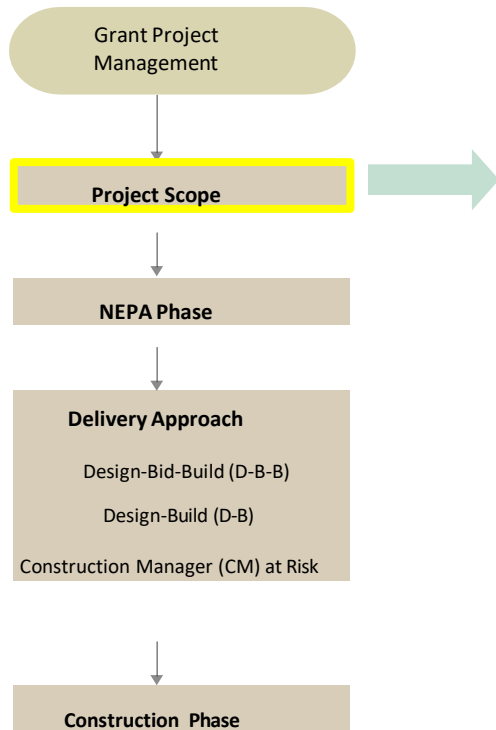 Grant Project
Management
Project Scope
NEPA Phase
Delivery Approach
Design-Bid-Build (D-B-B)
Design-Build (D-B)
Construction Manager (CM) at Risk
Construction Phase